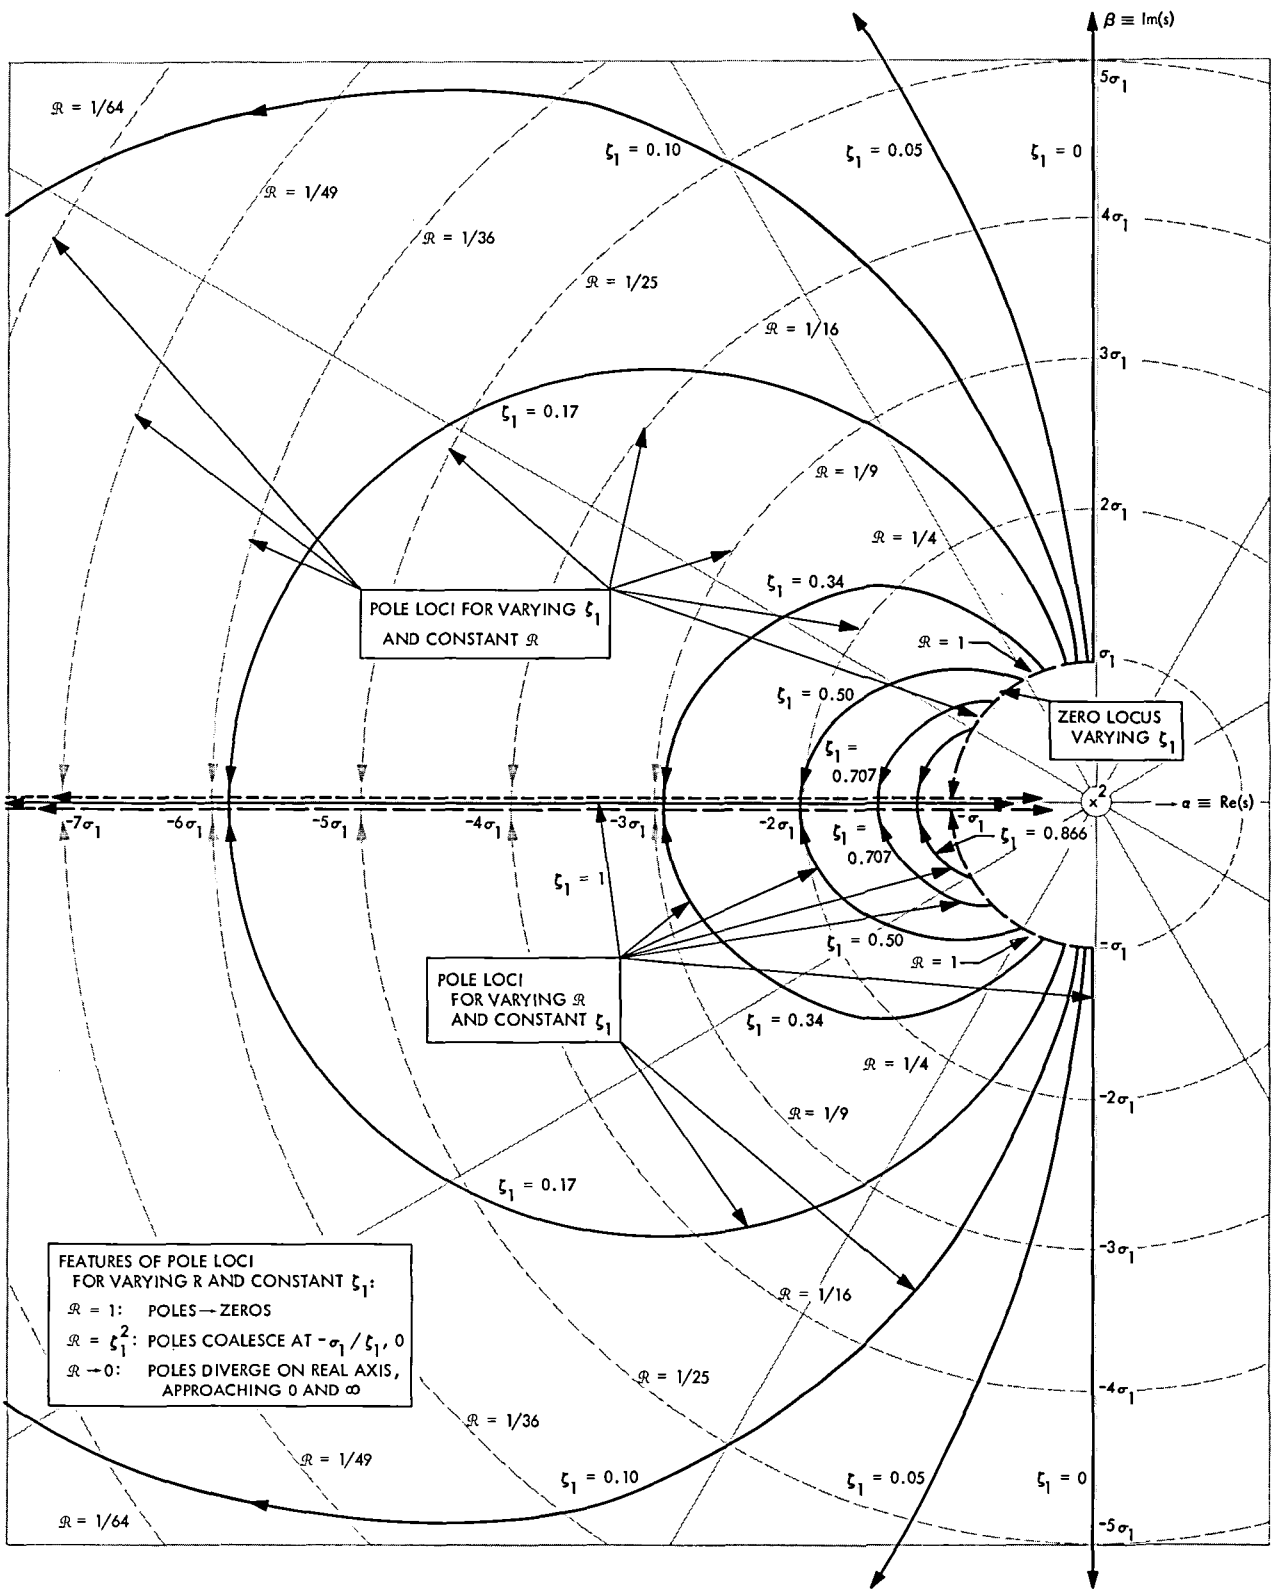 β ≡ Im(s)
5σ₁
ℛ = 1/64
ζ₁ = 0.10
ζ₁ = 0.05
ζ₁ = 0
ℛ = 1/49
4σ₁
ℛ = 1/36
ℛ = 1/25
ℛ = 1/16
3σ₁
ζ₁ = 0.17
ℛ = 1/9
2σ₁
ℛ = 1/4
ζ₁ = 0.34
POLE LOCI FOR VARYING ζ₁
AND CONSTANT ℛ
ℛ = 1
σ₁
ζ₁ = 0.50
ZERO LOCUS
VARYING ζ₁
ζ₁ =
0.707
2
→ α ≡ Re(s)
-7σ₁
-6σ₁
-5σ₁
-4σ₁
-3σ₁
-2σ₁
-σ₁
ζ₁ =
0.707
ζ₁ = 0.866
ζ₁ = 1
ζ₁ = 0.50
-σ₁
ℛ = 1
POLE LOCI
FOR VARYING ℛ
AND CONSTANT ζ₁
ζ₁ = 0.34
ℛ = 1/4
-2σ₁
ℛ = 1/9
ζ₁ = 0.17
-3σ₁
FEATURES OF POLE LOCI
FOR VARYING R AND CONSTANT ζ₁:
ℛ = 1: POLES → ZEROS
ℛ = ζ₁²: POLES COALESCE AT -σ₁/ζ₁, 0
ℛ → 0: POLES DIVERGE ON REAL AXIS,
APPROACHING 0 AND ∞
ℛ = 1/16
ℛ = 1/25
-4σ₁
ℛ = 1/36
ℛ = 1/49
ζ₁ = 0.10
ζ₁ = 0.05
ζ₁ = 0
ℛ = 1/64
-5σ₁